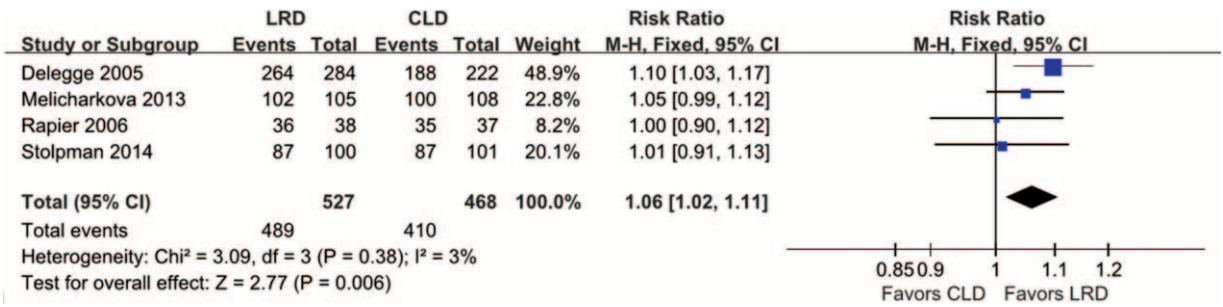 LRD CLD Risk Ratio Risk Ratio
Study or Subgroup Events Total Events Total Weight M-H, Fixed, 95% CI M-H, Fixed, 95% CI
Delegge 2005 264 284 188 222 48.9% 1.10 [1.03, 1.17]
Melicharkova 2013 102 105 100 108 22.8% 1.05 [0.99, 1.12]
Rapier 2006 36 38 35 37 8.2% 1.00 [0.90, 1.12]
Stolpman 2014 87 100 87 101 20.1% 1.01 [0.91, 1.13]
Total (95% CI) 527 468 100.0% 1.06 [1.02, 1.11]
Total events 489 410
Heterogeneity: Chi² = 3.09, df = 3 (P = 0.38); I² = 3%
Test for overall effect: Z = 2.77 (P = 0.006)
0.85 0.9 1 1.1 1.2
Favors CLD Favors LRD